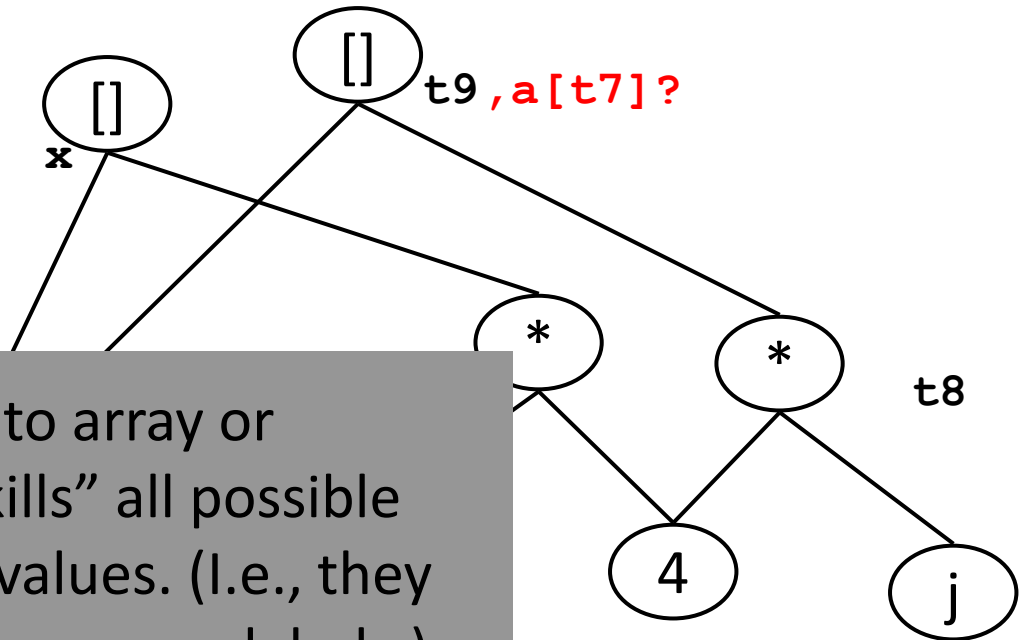 []
[]
t9,a[t7]?
x
*
*
t8
to array or
kills” all possible
values. (I.e., they
4
j